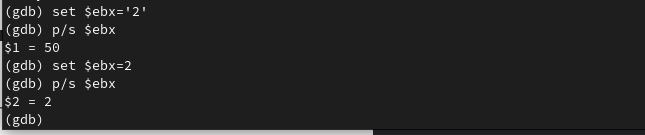 (gdb) set $ebx='2'
(gdb) p/s $ebx
$1 = 50
(gdb) set $ebx=2
(gdb) p/s $ebx
$2 = 2
(gdb)